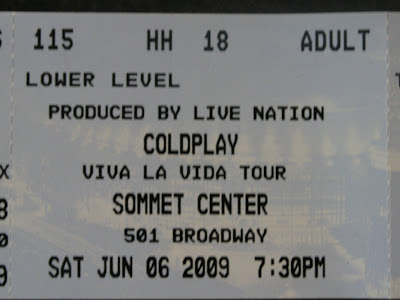 115 HH 18 ADULT
LOWER LEVEL
PRODUCED BY LIVE NATION
COLDPLAY
VIVA LA VIDA TOUR
SOMMET CENTER
501 BROADWAY
SAT JUN 06 2009 7:30PM